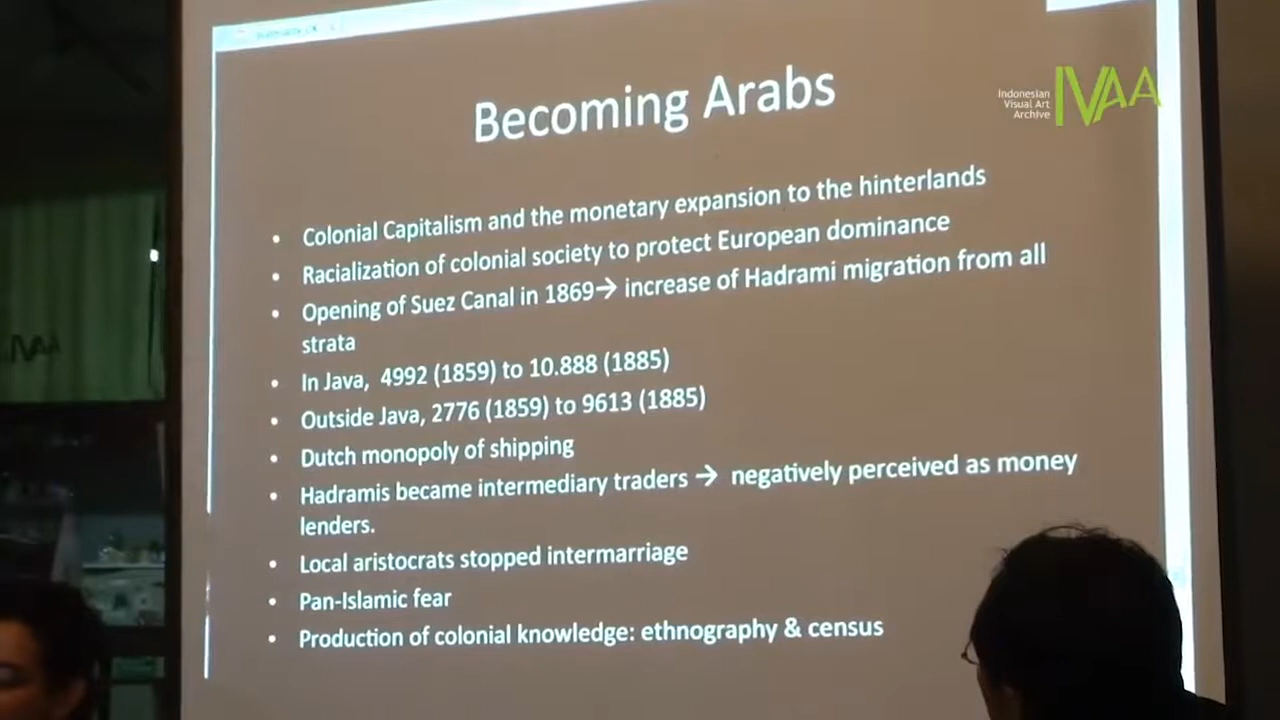 Becoming Arabs
Indonesian
Visual Art
Archive
IVAA
• Colonial Capitalism and the monetary expansion to the hinterlands
• Racialization of colonial society to protect European dominance
• Opening of Suez Canal in 1869→ increase of Hadrami migration from all
strata
• In Java, 4992 (1859) to 10.888 (1885)
• Outside Java, 2776 (1859) to 9613 (1885)
• Dutch monopoly of shipping
• Hadramis became intermediary traders → negatively perceived as money
lenders.
• Local aristocrats stopped intermarriage
• Pan-Islamic fear
• Production of colonial knowledge: ethnography & census
IVAA